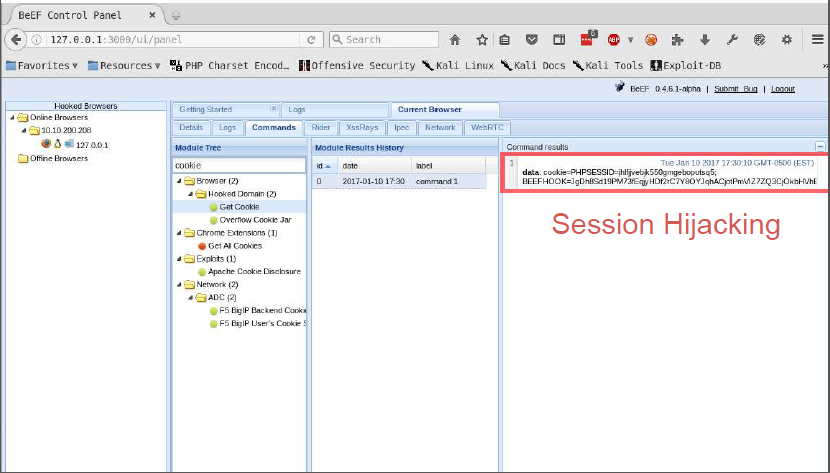 BeEF Control Panel
127.0.0.1:3000/ui/panel
Search
6
ABP
Favorites
Resources
PHP Charset Encod…
Offensive Security
Kali Linux
Kali Docs
Kali Tools
Exploit-DB
»
BeEF 0.4.6.1-alpha | Submit Bug | Logout
Hooked Browsers
Online Browsers
10.10.200.208
127.0.0.1
Offline Browsers
Getting Started
Logs
Current Browser
Details
Logs
Commands
Rider
XssRays
Ipec
Network
WebRTC
Module Tree
cookie
Browser (2)
Hooked Domain (2)
Get Cookie
Overflow Cookie Jar
Chrome Extensions (1)
Get All Cookies
Exploits (1)
Apache Cookie Disclosure
Network (2)
ADC (2)
F5 BigIP Backend Cookie
F5 BigIP User's Cookie S
Module Results History
id date label
0 2017-01-10 17:30 command 1
Command results
1 Tue Jan 10 2017 17:30:10 GMT-0500 (EST)
data:
Session Hijacking